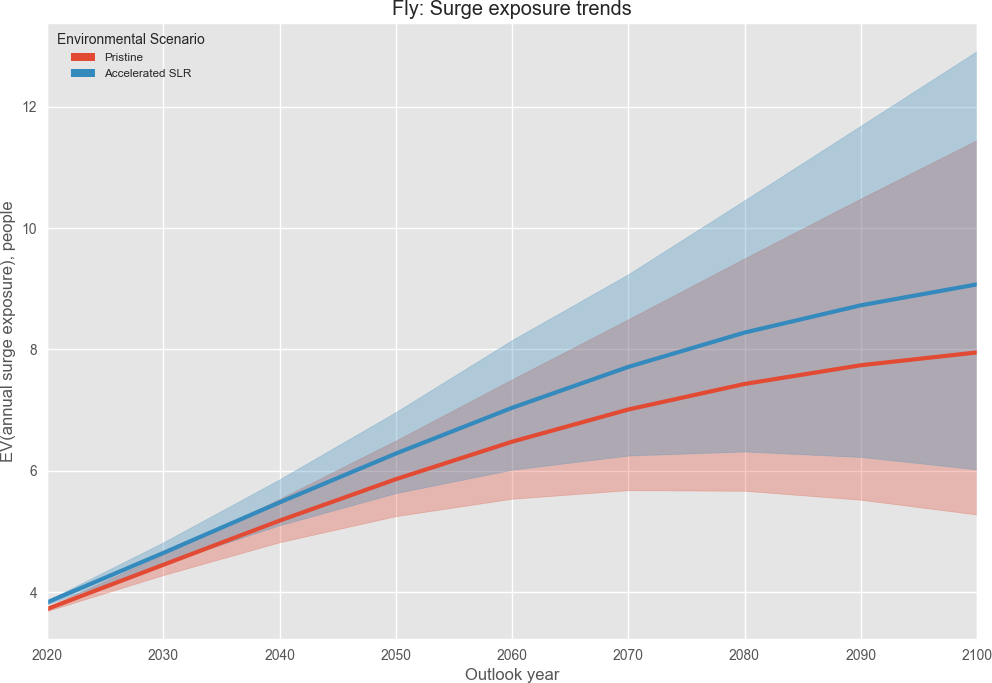 Fly: Surge exposure trends
Environmental Scenario
Pristine
Accelerated SLR
EV(annual surge exposure), people
12
10
8
6
4
2020 2030 2040 2050 2060 2070 2080 2090 2100
Outlook year